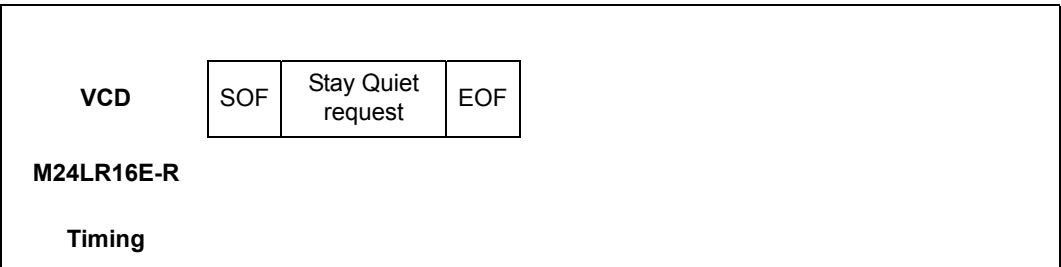 VCD SOF Stay Quiet request EOF
M24LR16E-R
Timing